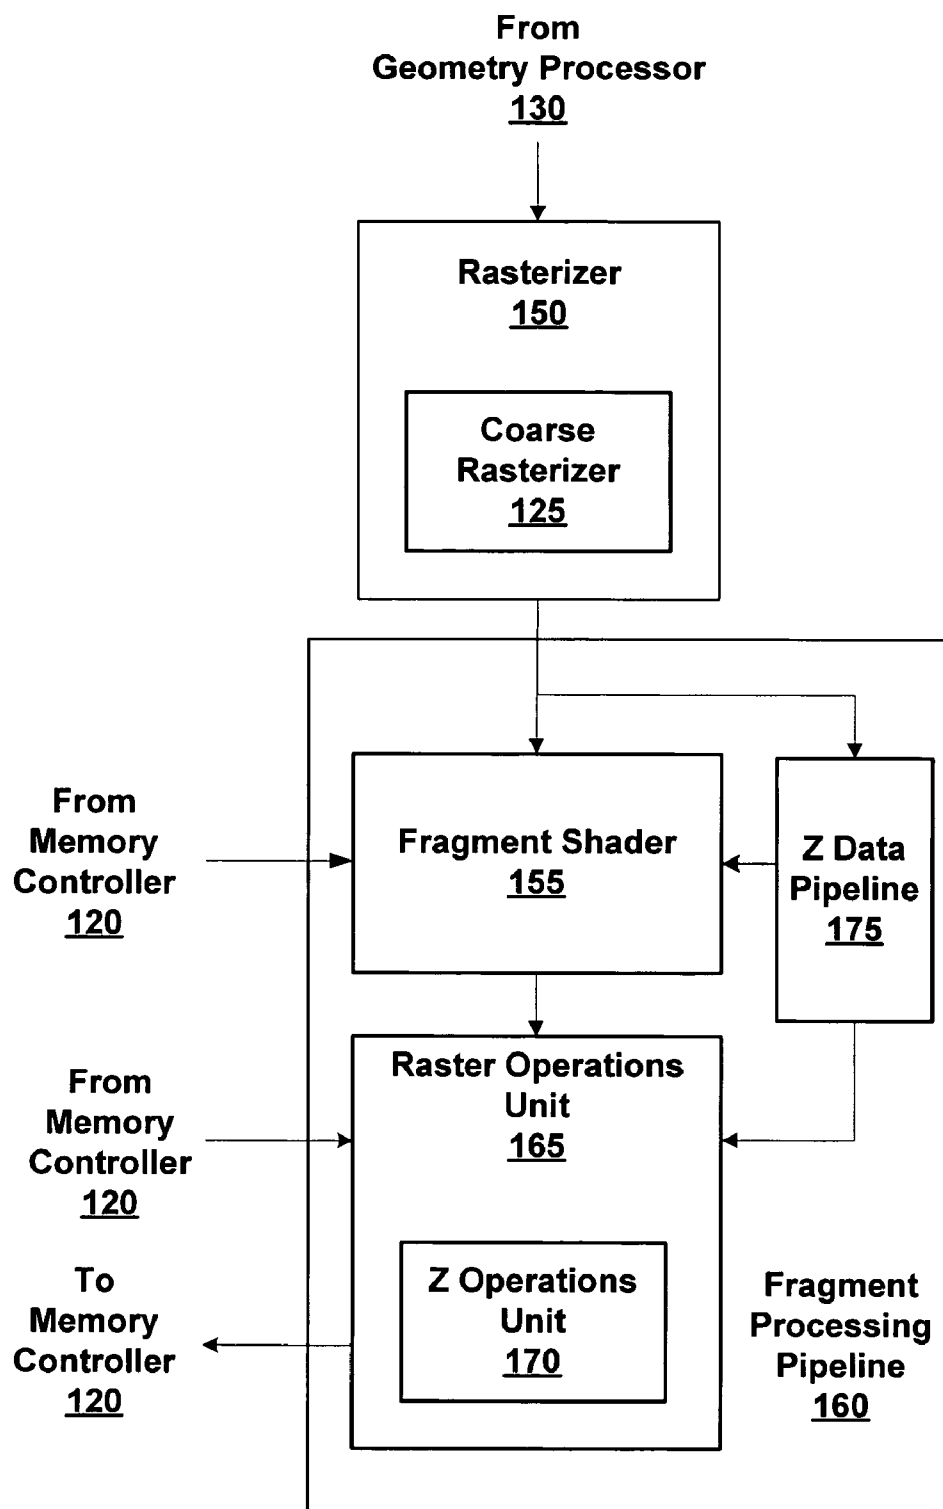 From
Geometry Processor
130
Rasterizer
150
Coarse
Rasterizer
125
From
Memory
Controller
120
Fragment Shader
155
Z Data
Pipeline
175
From
Memory
Controller
120
Raster Operations
Unit
165
To
Memory
Controller
120
Z Operations
Unit
170
Fragment
Processing
Pipeline
160